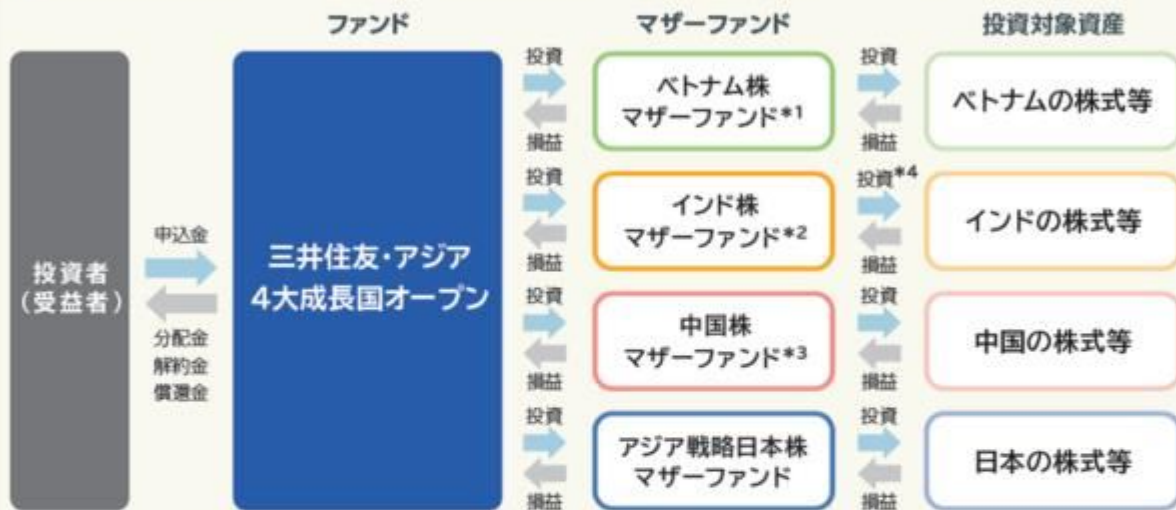 ファンド
マザーファンド
投資対象資産
投資者
(受益者)
申込金
分配金
解約金
償還金
三井住友・アジア
4大成長国オープン
投資
損益
ベトナム株
マザーファンド*1
投資
損益
ベトナムの株式等
投資
損益
インド株
マザーファンド*2
投資*4
損益
インドの株式等
投資
損益
中国株
マザーファンド*3
投資
損益
中国の株式等
投資
損益
アジア戦略日本株
マザーファンド
投資
損益
日本の株式等